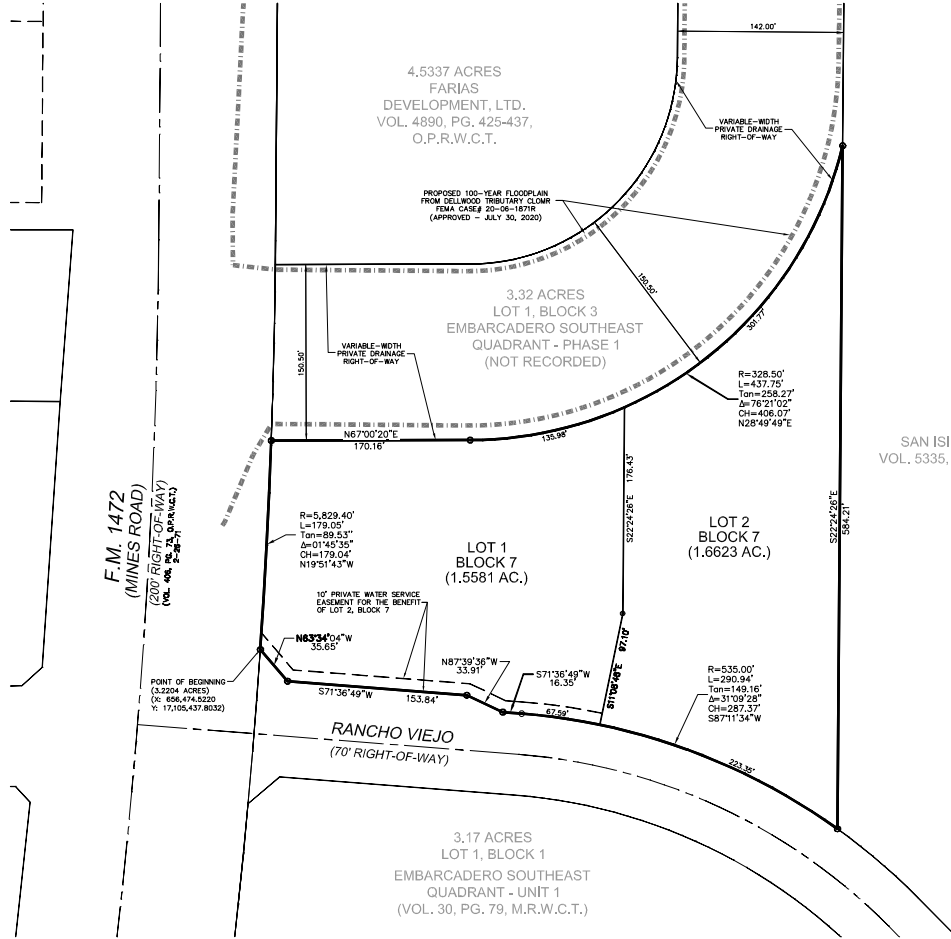 142.00'
4.5337 ACRES
FARIAS
DEVELOPMENT, LTD.
VOL. 4890, PG. 425-437,
O.P.R.W.C.T.
VARIABLE-WIDTH
PRIVATE DRAINAGE
RIGHT-OF-WAY
PROPOSED 100-YEAR FLOODPLAIN
FROM DELLWOOD TRIBUTARY CLOMR
FEMA CASE# 20-06-1871R
(APPROVED - JULY 30, 2020)
150.50'
3.32 ACRES
LOT 1, BLOCK 3
EMBARCADERO SOUTHEAST
QUADRANT - PHASE 1
(NOT RECORDED)
301.77'
VARIABLE-WIDTH
PRIVATE DRAINAGE
RIGHT-OF-WAY
150.50'
R=328.50'
L=437.75'
Tan=258.27'
Δ=76°21'02"
CH=406.07'
N28°49'49"E
N67°00'20"E
170.16'
135.98'
SAN ISI
VOL. 5335,
F.M. 1472
(MINES ROAD)
(200' RIGHT-OF-WAY)
(VOL. 406, PG. 73, D.P.R.W.C.T.)
2-26-71
R=5,829.40'
L=179.05'
Tan=89.53'
Δ=01°45'35"
CH=179.04'
N19°51'43"W
LOT 1
BLOCK 7
(1.5581 AC.)
S22°24'26"E
176.43'
LOT 2
BLOCK 7
(1.6623 AC.)
S22°24'26"E
584.21'
10' PRIVATE WATER SERVICE
EASEMENT FOR THE BENEFIT
OF LOT 2, BLOCK 7
N63°34'04"W
35.65'
N87°39'36"W
33.91'
S71°36'49"W
16.35'
S11°08'46"E
97.10'
POINT OF BEGINNING
(3.2204 ACRES)
(X: 656,474.5220
Y: 17,105,437.8032)
S71°36'49"W
153.84'
67.59'
R=535.00'
L=290.94'
Tan=149.16'
Δ=31°09'28"
CH=287.37'
S87°11'34"W
RANCHO VIEJO
(70' RIGHT-OF-WAY)
223.35'
3.17 ACRES
LOT 1, BLOCK 1
EMBARCADERO SOUTHEAST
QUADRANT - UNIT 1
(VOL. 30, PG. 79, M.R.W.C.T.)